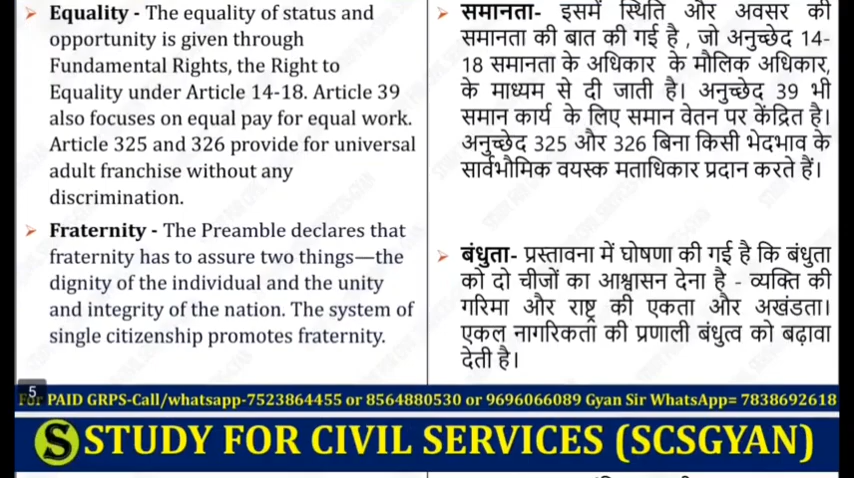 ➤ Equality - The equality of status and
opportunity is given through
Fundamental Rights, the Right to
Equality under Article 14-18. Article 39
also focuses on equal pay for equal work.
Article 325 and 326 provide for universal
adult franchise without any
discrimination.
➤ Fraternity - The Preamble declares that
fraternity has to assure two things—the
dignity of the individual and the unity
and integrity of the nation. The system of
single citizenship promotes fraternity.
➤ समानता- इसमें स्थिति और अवसर की
समानता की बात की गई है , जो अनुच्छेद 14-
18 समानता के अधिकार के मौलिक अधिकार,
के माध्यम से दी जाती है। अनुच्छेद 39 भी
समान कार्य के लिए समान वेतन पर केंद्रित है।
अनुच्छेद 325 और 326 बिना किसी भेदभाव के
सार्वभौमिक वयस्क मताधिकार प्रदान करते हैं।
➤ बंधुता- प्रस्तावना में घोषणा की गई है कि बंधुता
को दो चीजों का आश्वासन देना है - व्यक्ति की
गरिमा और राष्ट्र की एकता और अखंडता।
एकल नागरिकता की प्रणाली बंधुत्व को बढ़ावा
देती है।
5
For PAID GRPS-Call/whatsapp-7523864455 or 8564880530 or 9696066089 Gyan Sir WhatsApp= 7838692618
S STUDY FOR CIVIL SERVICES (SCSGYAN)